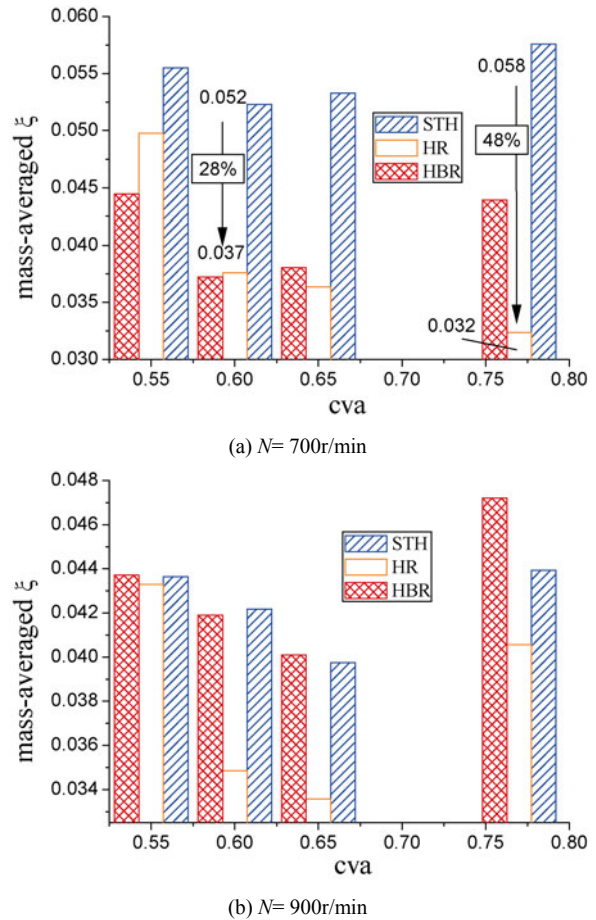 0.060
0.055
0.050
0.045
0.040
0.035
0.030
mass-averaged ξ
0.052
28%
0.037
STH
HR
HBR
0.058
48%
0.032
0.55
0.60
0.65
0.70
0.75
0.80
cva
(a) N= 700r/min
0.048
0.046
0.044
0.042
0.040
0.038
0.036
0.034
mass-averaged ξ
STH
HR
HBR
0.55
0.60
0.65
0.70
0.75
0.80
cva
(b) N= 900r/min